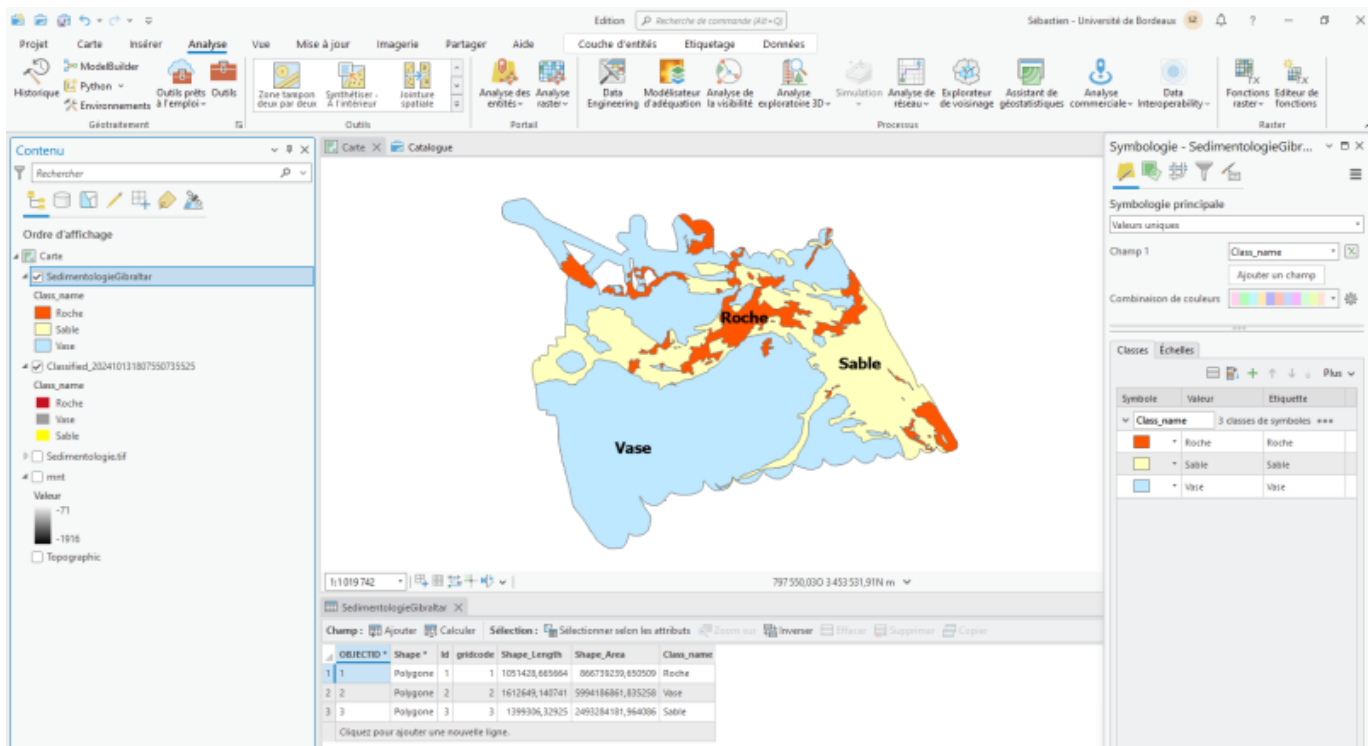 Edition Recherche de commande (Alt+Q) Sébastien - Université de Bordeaux
Projet Carte Insérer Analyse Vue Mise à jour Imagerie Partager Aide Couche d'entités Etiquetage Données
Historique ModelBuilder Python Environnements Outils prêts à l'emploi Outils Zone tampon deux par deux Synthétiser - A l'intérieur Jointure spatiale Analyse des entités Analyse raster Data Engineering Modélisateur d'adéquation Analyse de la visibilité Analyse exploratoire 3D Simulation Analyse de réseau Explorateur de voisinage Assistant de géostatistiques Analyse commerciale Data Interoperability Fonctions raster Editeur de fonctions
Géotraitement Outils Portail Processus Raster
Contenu
Rechercher
Ordre d'affichage
Carte
SedimentologieGibraltar
Class_name
Roche
Sable
Vase
Classified_202410131807550735525
Class_name
Roche
Vase
Sable
Sedimentologie.tif
mnt
Valeur
-71
-1916
Topographic
Carte Catalogue
Roche
Sable
Vase
1:1 019 742 797 550,03O 3 453 531,91N m
SedimentologieGibraltar
Champ : Ajouter Calculer Sélection : Sélectionner selon les attributs Zoom sur Inverser Effacer Supprimer Copier
OBJECTID * Shape * Id gridcode Shape_Length Shape_Area Class_name
1 1 Polygone 1 1 1051428,665664 866738239,650509 Roche
2 2 Polygone 2 2 1612649,140741 5994186861,835258 Vase
3 3 Polygone 3 3 1399306,32925 2493284181,964086 Sable
Cliquez pour ajouter une nouvelle ligne.
Symbologie - SedimentologieGibr...
Symbologie principale
Valeurs uniques
Champ 1 Class_name
Ajouter un champ
Combinaison de couleurs
Classes Échelles
Plus
Symbole Valeur Etiquette
Class_name 3 classes de symboles
Roche Roche
Sable Sable
Vase Vase